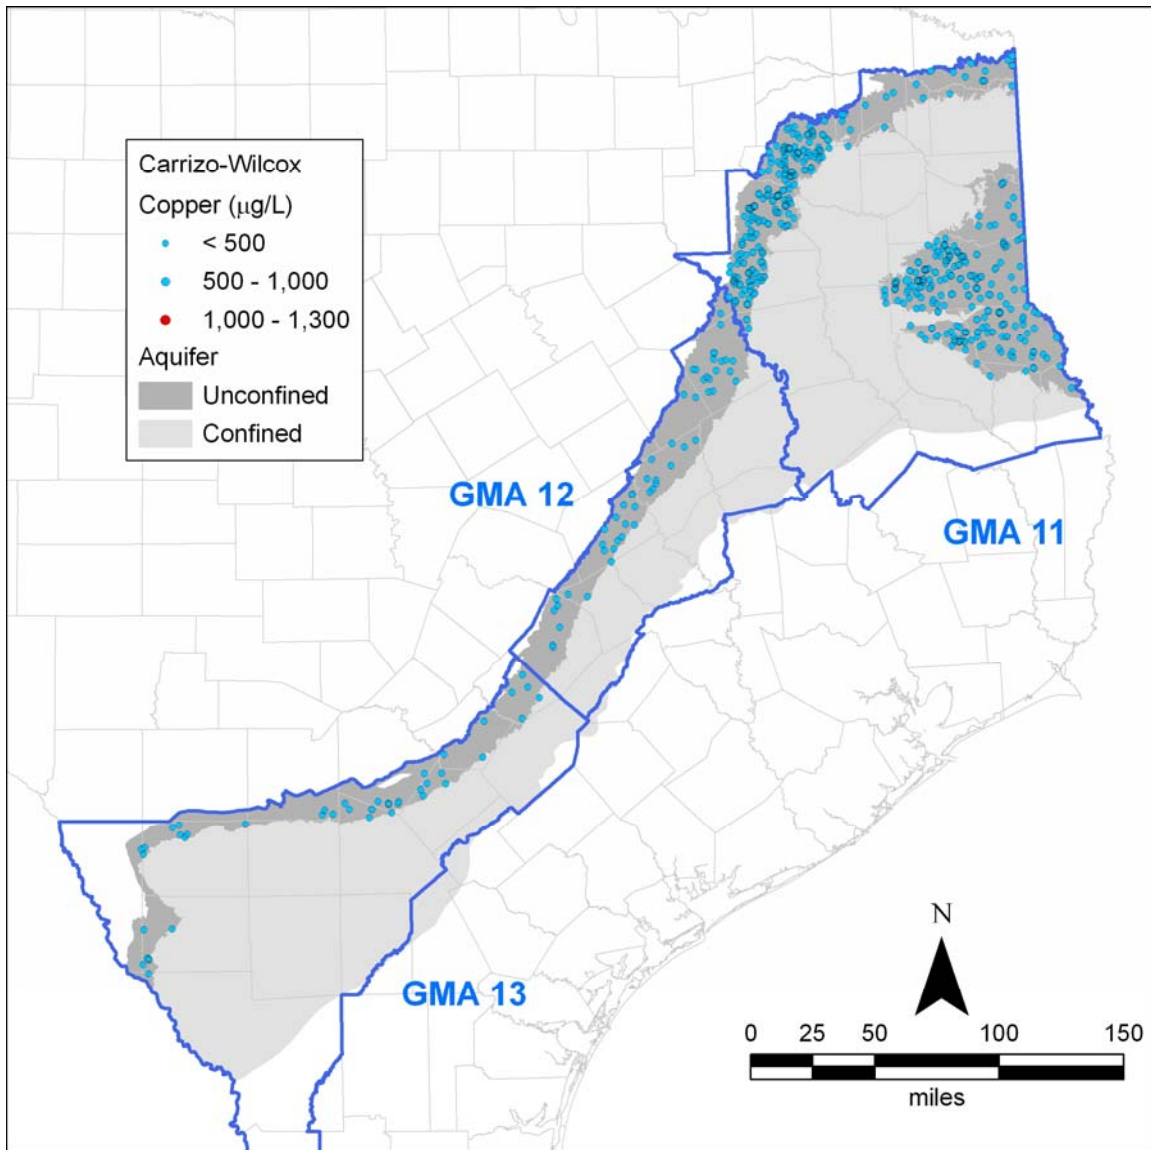 Carrizo-Wilcox
Copper (µg/L)
< 500
500 - 1,000
1,000 - 1,300
Aquifer
Unconfined
Confined
GMA 12
GMA 11
GMA 13
N
0 25 50 100 150
miles